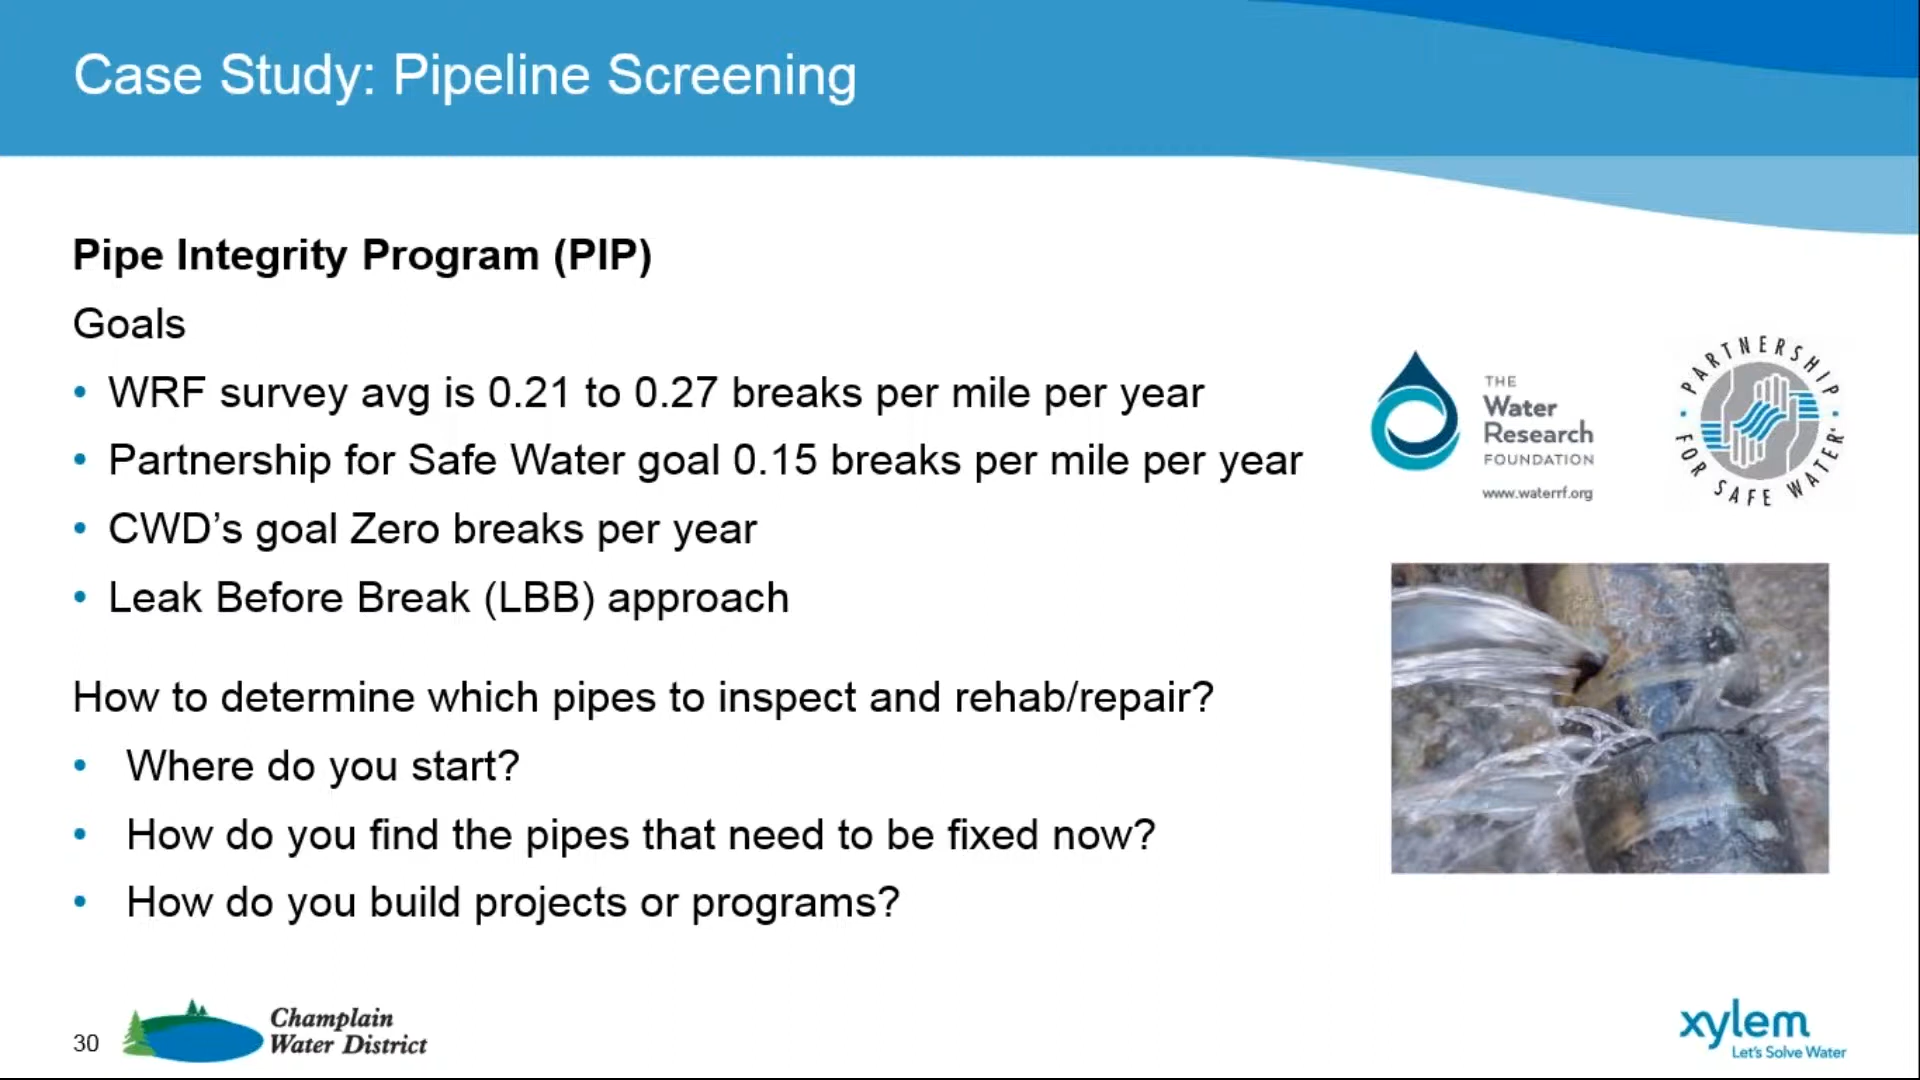 Case Study: Pipeline Screening
Pipe Integrity Program (PIP)
Goals
• WRF survey avg is 0.21 to 0.27 breaks per mile per year
• Partnership for Safe Water goal 0.15 breaks per mile per year
• CWD’s goal Zero breaks per year
• Leak Before Break (LBB) approach
How to determine which pipes to inspect and rehab/repair?
• Where do you start?
• How do you find the pipes that need to be fixed now?
• How do you build projects or programs?
THE
Water
Research
FOUNDATION
www.waterrf.org
PARTNERSHIP
FOR SAFE WATER
30
Champlain
Water District
xylem
Let's Solve Water